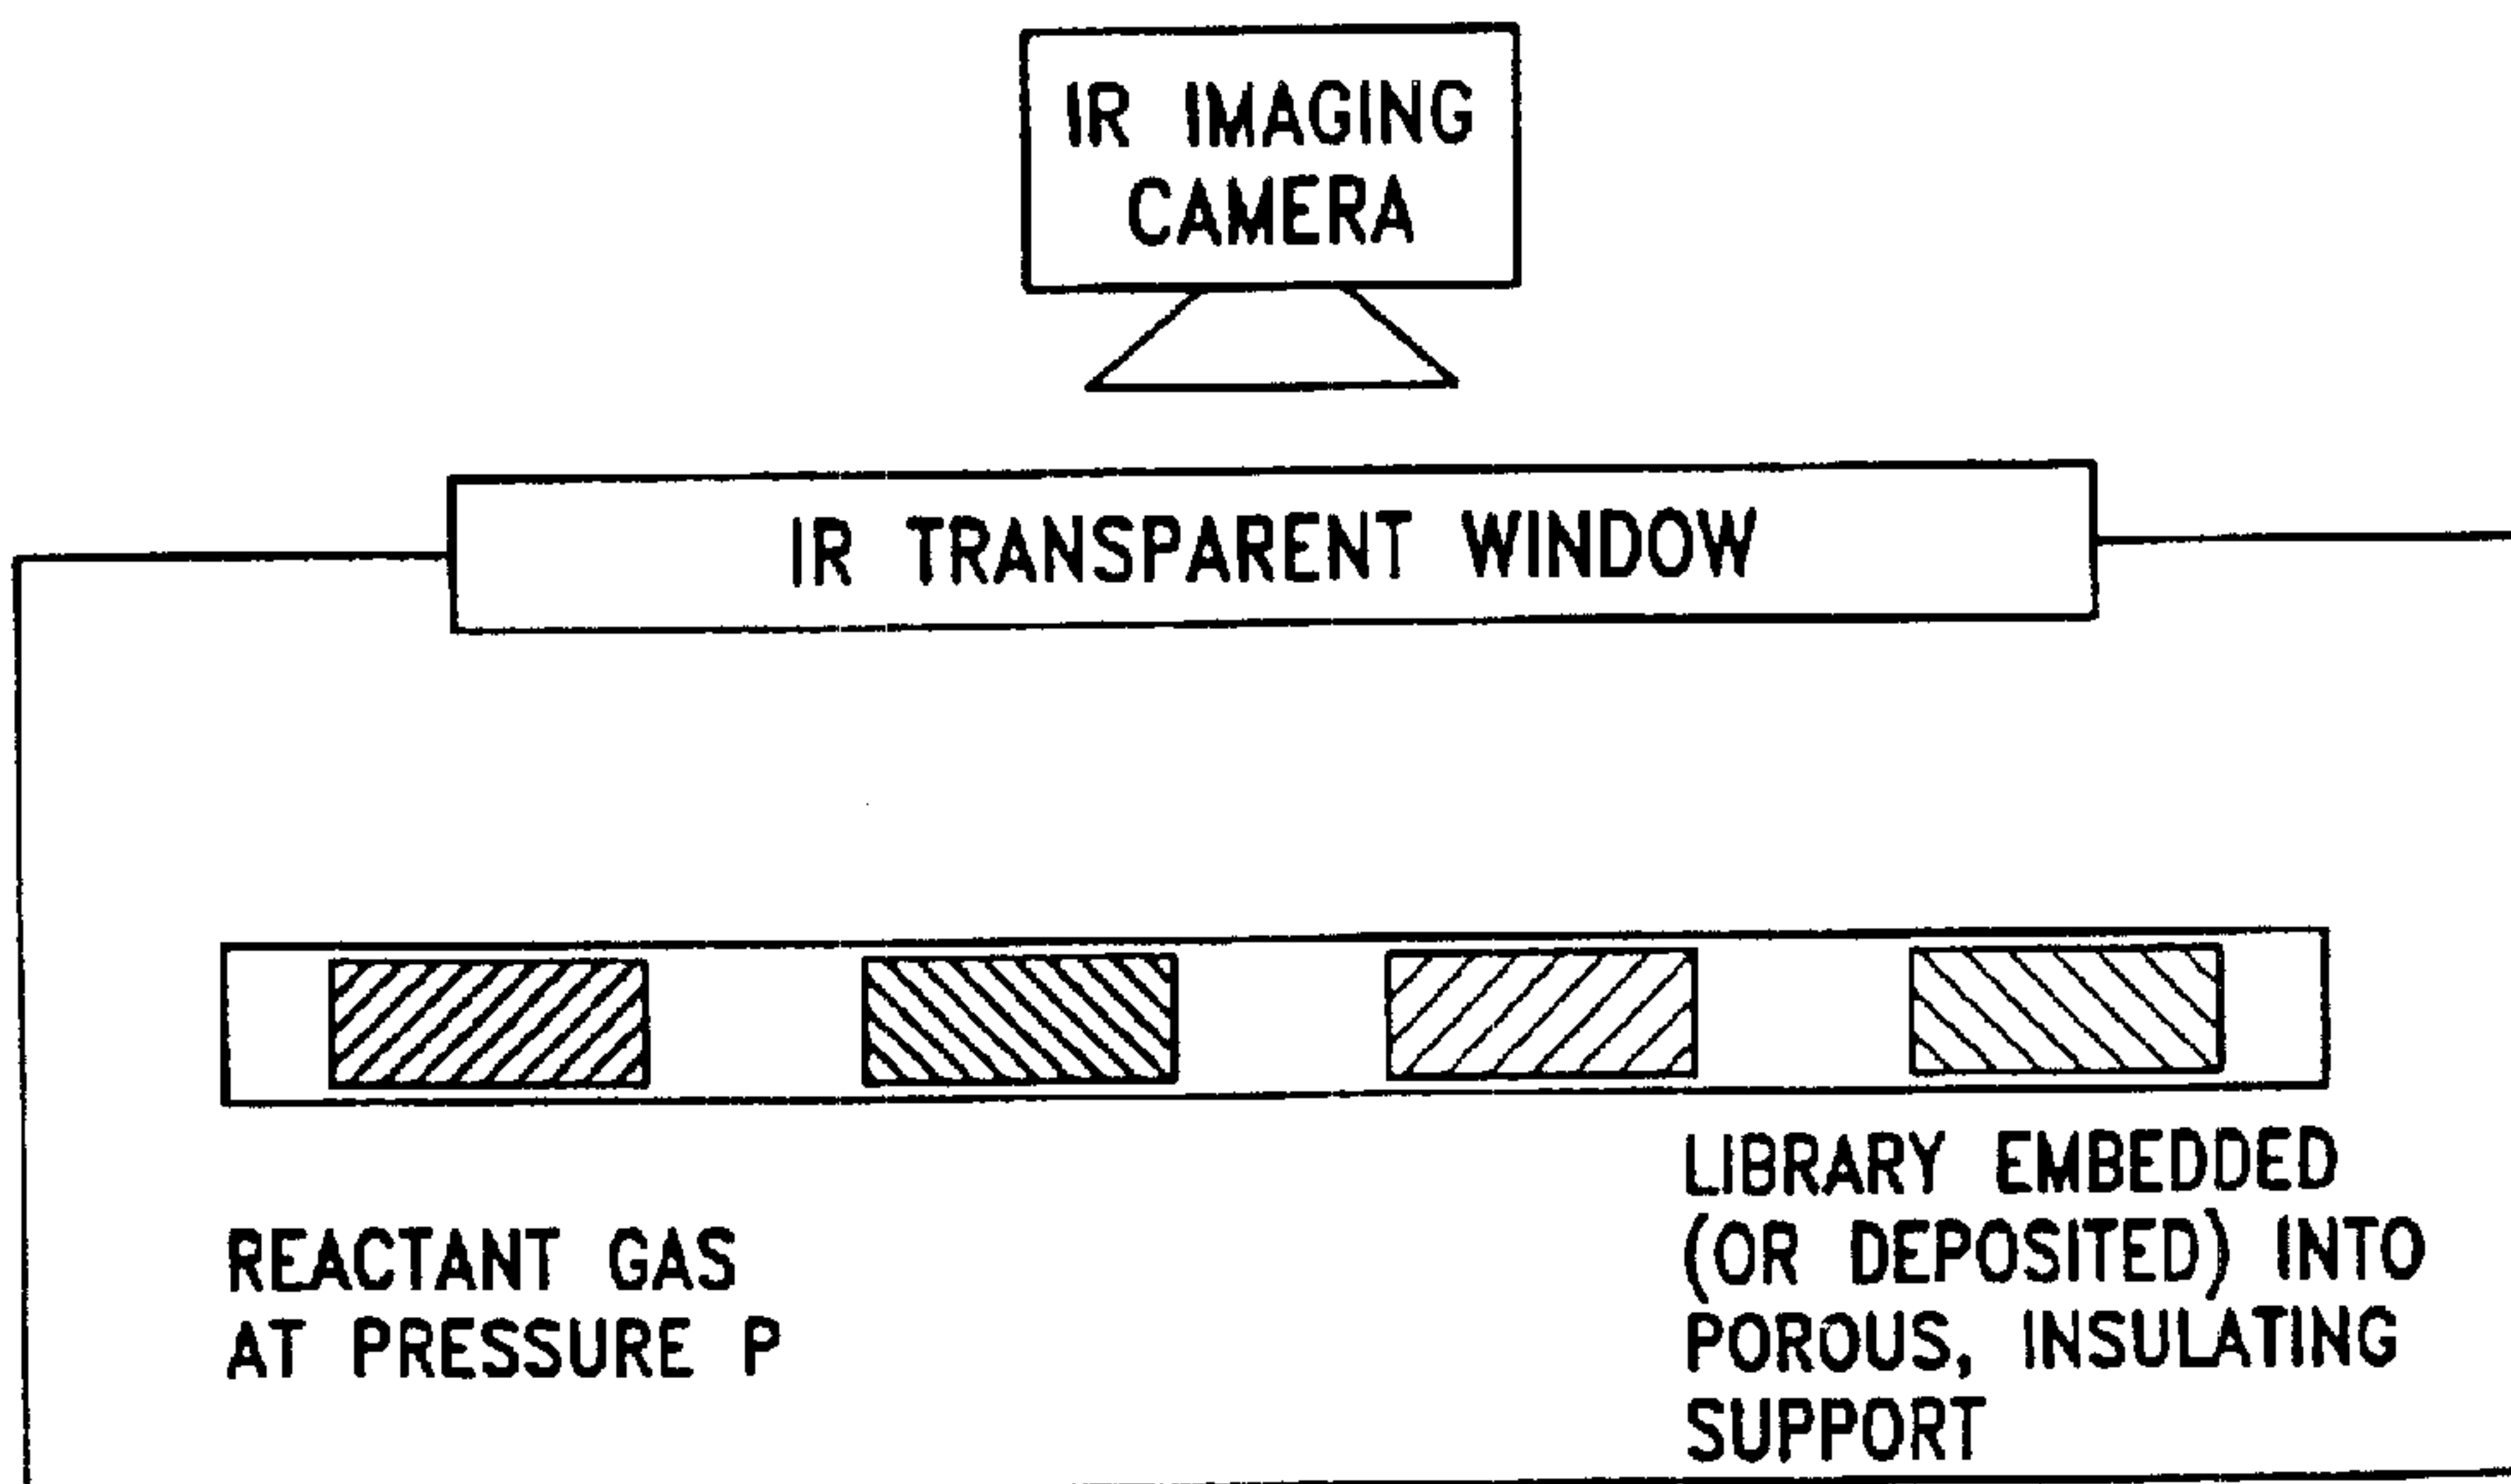 IR IMAGING
CAMERA
IR TRANSPARENT WINDOW
REACTANT GAS
AT PRESSURE P
LIBRARY EMBEDDED
(OR DEPOSITED) INTO
POROUS, INSULATING
SUPPORT